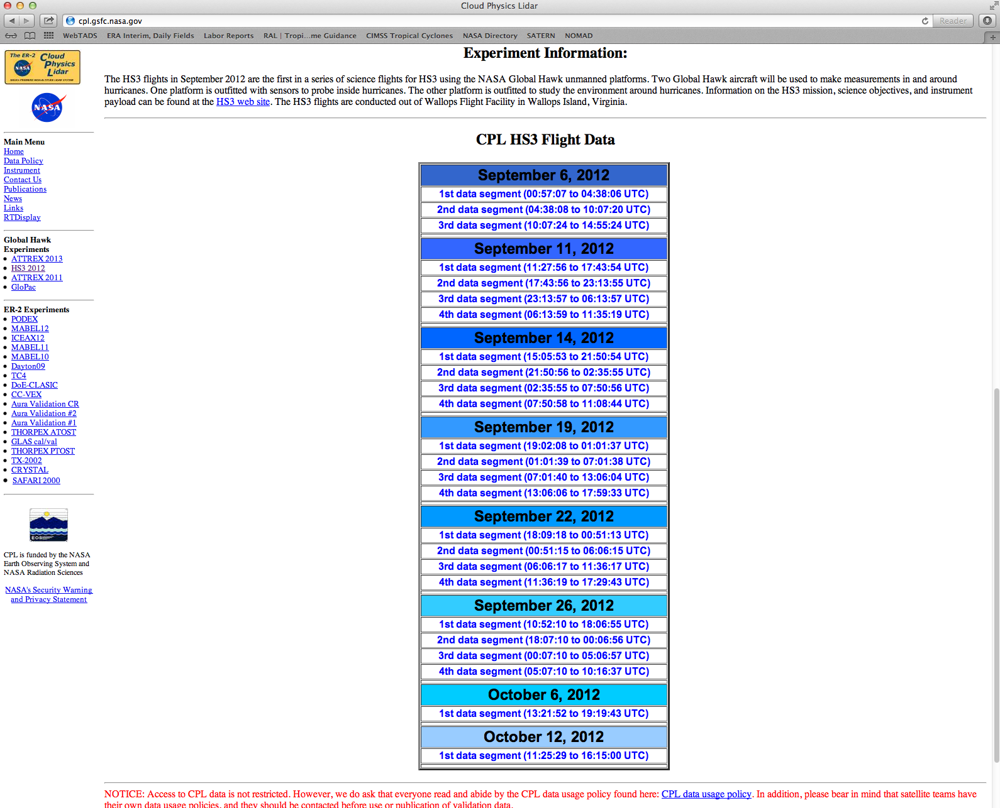 Cloud Physics Lidar
cpl.gsfc.nasa.gov
Reader
WebTADS ERA Interim, Daily Fields Labor Reports RAL | Tropi...me Guidance CIMSS Tropical Cyclones NASA Directory SATERN NOMAD
The ER-2 Cloud Physics Lidar
NASA
NASA'S PREMIERE HIGH-ALTITUDE LIDAR SYSTEM
NASA
Main Menu
Home
Data Policy
Instrument
Contact Us
Publications
News
Links
RTDisplay
Global Hawk
Experiments
ATTREX 2013
HS3 2012
ATTREX 2011
GloPac
ER-2 Experiments
PODEX
MABEL12
ICEAX12
MABEL11
MABEL10
Dayton09
TC4
DoE-CLASIC
CC-VEX
Aura Validation CR
Aura Validation #2
Aura Validation #1
THORPEX ATOST
GLAS cal/val
THORPEX PTOST
TX-2002
CRYSTAL
SAFARI 2000
EOS
CPL is funded by the NASA
Earth Observing System and
NASA Radiation Sciences
NASA's Security Warning
and Privacy Statement
Experiment Information:
The HS3 flights in September 2012 are the first in a series of science flights for HS3 using the NASA Global Hawk unmanned platforms. Two Global Hawk aircraft will be used to make measurements in and around
hurricanes. One platform is outfitted with sensors to probe inside hurricanes. The other platform is outfitted to study the environment around hurricanes. Information on the HS3 mission, science objectives, and instrument
payload can be found at the HS3 web site. The HS3 flights are conducted out of Wallops Flight Facility in Wallops Island, Virginia.
CPL HS3 Flight Data
September 6, 2012
1st data segment (00:57:07 to 04:38:06 UTC)
2nd data segment (04:38:08 to 10:07:20 UTC)
3rd data segment (10:07:24 to 14:55:24 UTC)
September 11, 2012
1st data segment (11:27:56 to 17:43:54 UTC)
2nd data segment (17:43:56 to 23:13:55 UTC)
3rd data segment (23:13:57 to 06:13:57 UTC)
4th data segment (06:13:59 to 11:35:19 UTC)
September 14, 2012
1st data segment (15:05:53 to 21:50:54 UTC)
2nd data segment (21:50:56 to 02:35:55 UTC)
3rd data segment (02:35:55 to 07:50:56 UTC)
4th data segment (07:50:58 to 11:08:44 UTC)
September 19, 2012
1st data segment (19:02:08 to 01:01:37 UTC)
2nd data segment (01:01:39 to 07:01:38 UTC)
3rd data segment (07:01:40 to 13:06:04 UTC)
4th data segment (13:06:06 to 17:59:33 UTC)
September 22, 2012
1st data segment (18:09:18 to 00:51:13 UTC)
2nd data segment (00:51:15 to 06:06:15 UTC)
3rd data segment (06:06:17 to 11:36:17 UTC)
4th data segment (11:36:19 to 17:29:43 UTC)
September 26, 2012
1st data segment (10:52:10 to 18:06:55 UTC)
2nd data segment (18:07:10 to 00:06:56 UTC)
3rd data segment (00:07:10 to 05:06:57 UTC)
4th data segment (05:07:10 to 10:16:37 UTC)
October 6, 2012
1st data segment (13:21:52 to 19:19:43 UTC)
October 12, 2012
1st data segment (11:25:29 to 16:15:00 UTC)
NOTICE: Access to CPL data is not restricted. However, we do ask that everyone read and abide by the CPL data usage policy found here: CPL data usage policy. In addition, please bear in mind that satellite teams have
their own data usage policies, and they should be contacted before use or publication of validation data.